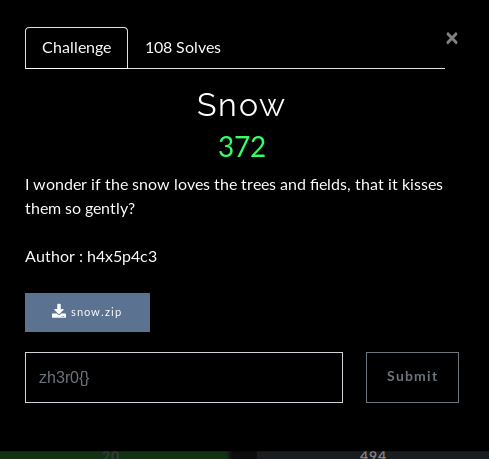 Challenge 108 Solves ×
Snow
372
I wonder if the snow loves the trees and fields, that it kisses
them so gently?
Author : h4x5p4c3
snow.zip
zh3r0{}
Submit
20 494